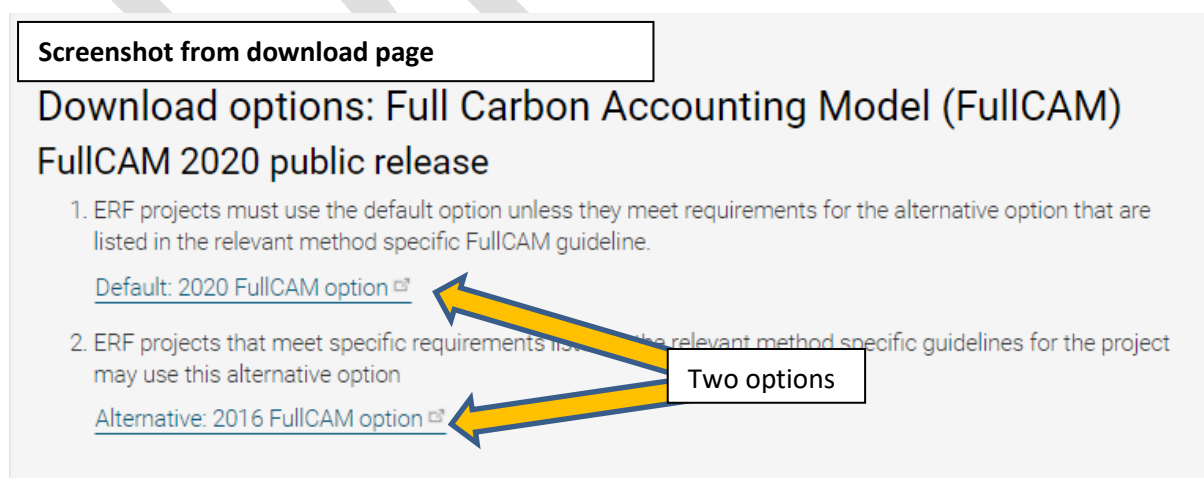 Screenshot from download page
Download options: Full Carbon Accounting Model (FullCAM)
FullCAM 2020 public release
1. ERF projects must use the default option unless they meet requirements for the alternative option that are
listed in the relevant method specific FullCAM guideline.
Default: 2020 FullCAM option
2. ERF projects that meet specific requirements the relevant method specific guidelines for the project
may use this alternative option
Two options
Alternative: 2016 FullCAM option